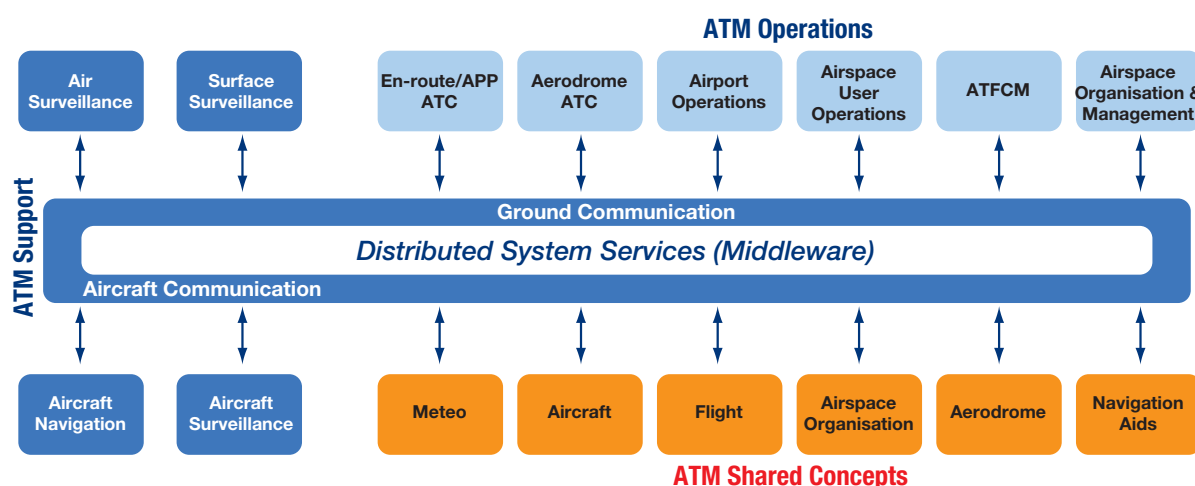 ATM Operations
Air
Surveillance
Surface
Surveillance
En-route/APP
ATC
Aerodrome
ATC
Airport
Operations
Airspace
User
Operations
ATFCM
Airspace
Organisation &
Management
ATM Support
Ground Communication
Distributed System Services (Middleware)
Aircraft Communication
Aircraft
Navigation
Aircraft
Surveillance
Meteo
Aircraft
Flight
Airspace
Organisation
Aerodrome
Navigation
Aids
ATM Shared Concepts